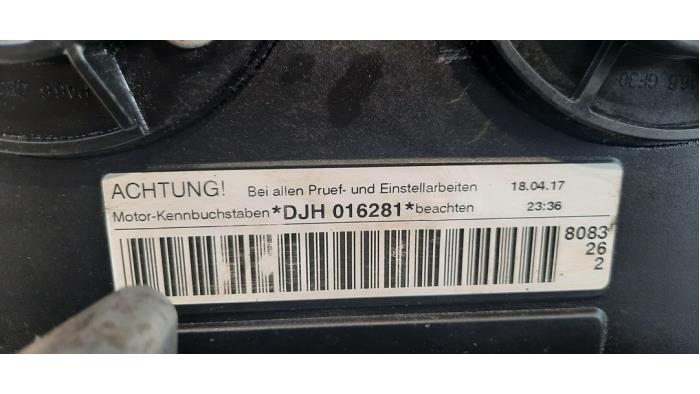 ACHTUNG! Bei allen Pruef- und Einstellarbeiten 18.04.17
Motor-Kennbuchstaben *DJH 016281* beachten 23:36
8083
26
2
GF30